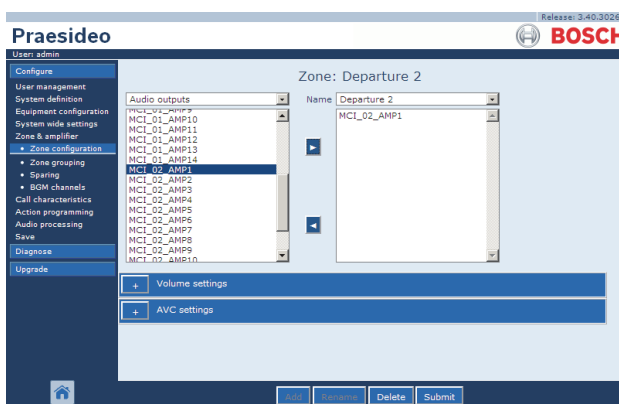 Release: 3.40.3026
Praesideo
BOSCH
User: admin
Configure
User management
System definition
Equipment configuration
System wide settings
Zone & amplifier
• Zone configuration
• Zone grouping
• Sparing
• BGM channels
Call characteristics
Action programming
Audio processing
Save
Diagnose
Upgrade
Zone: Departure 2
Audio outputs
Name Departure 2
MCI_01_AMP9
MCI_01_AMP10
MCI_01_AMP11
MCI_01_AMP12
MCI_01_AMP13
MCI_01_AMP14
MCI_02_AMP1
MCI_02_AMP2
MCI_02_AMP3
MCI_02_AMP4
MCI_02_AMP5
MCI_02_AMP6
MCI_02_AMP7
MCI_02_AMP8
MCI_02_AMP9
MCI_02_AMP10
MCI_02_AMP1
+ Volume settings
+ AVC settings
Add Rename Delete Submit